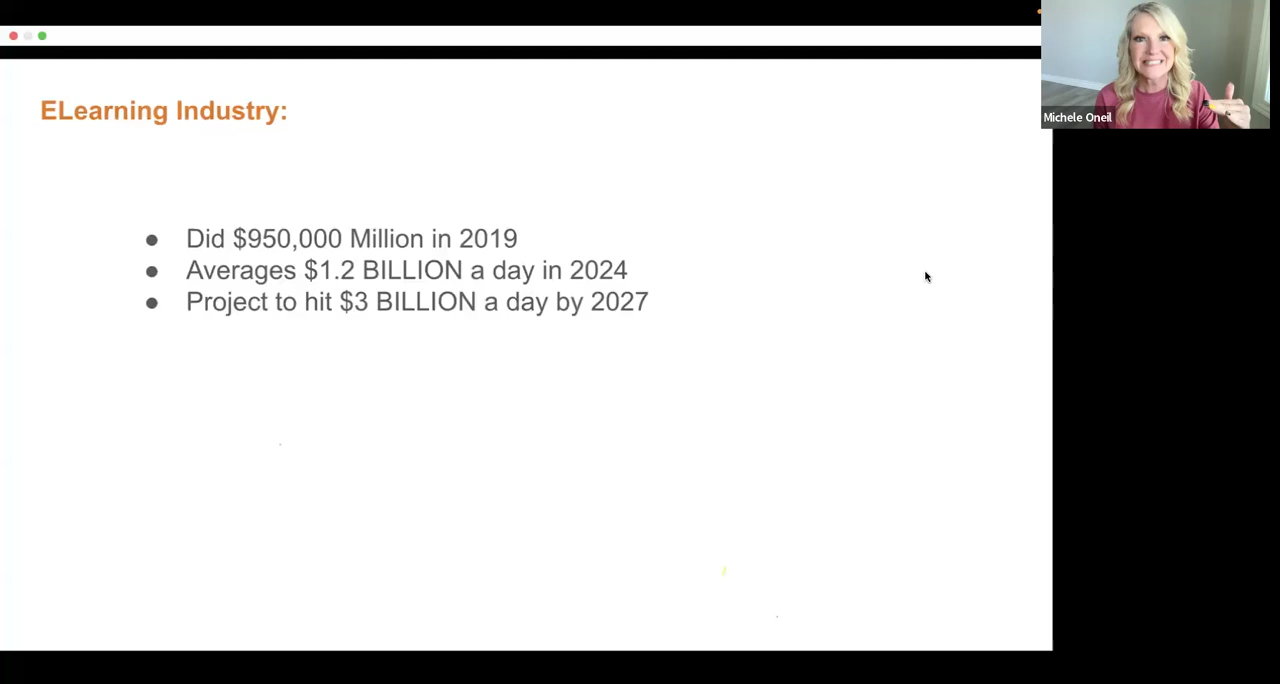 ELearning Industry:
● Did $950,000 Million in 2019
● Averages $1.2 BILLION a day in 2024
● Project to hit $3 BILLION a day by 2027
Michele Oneil